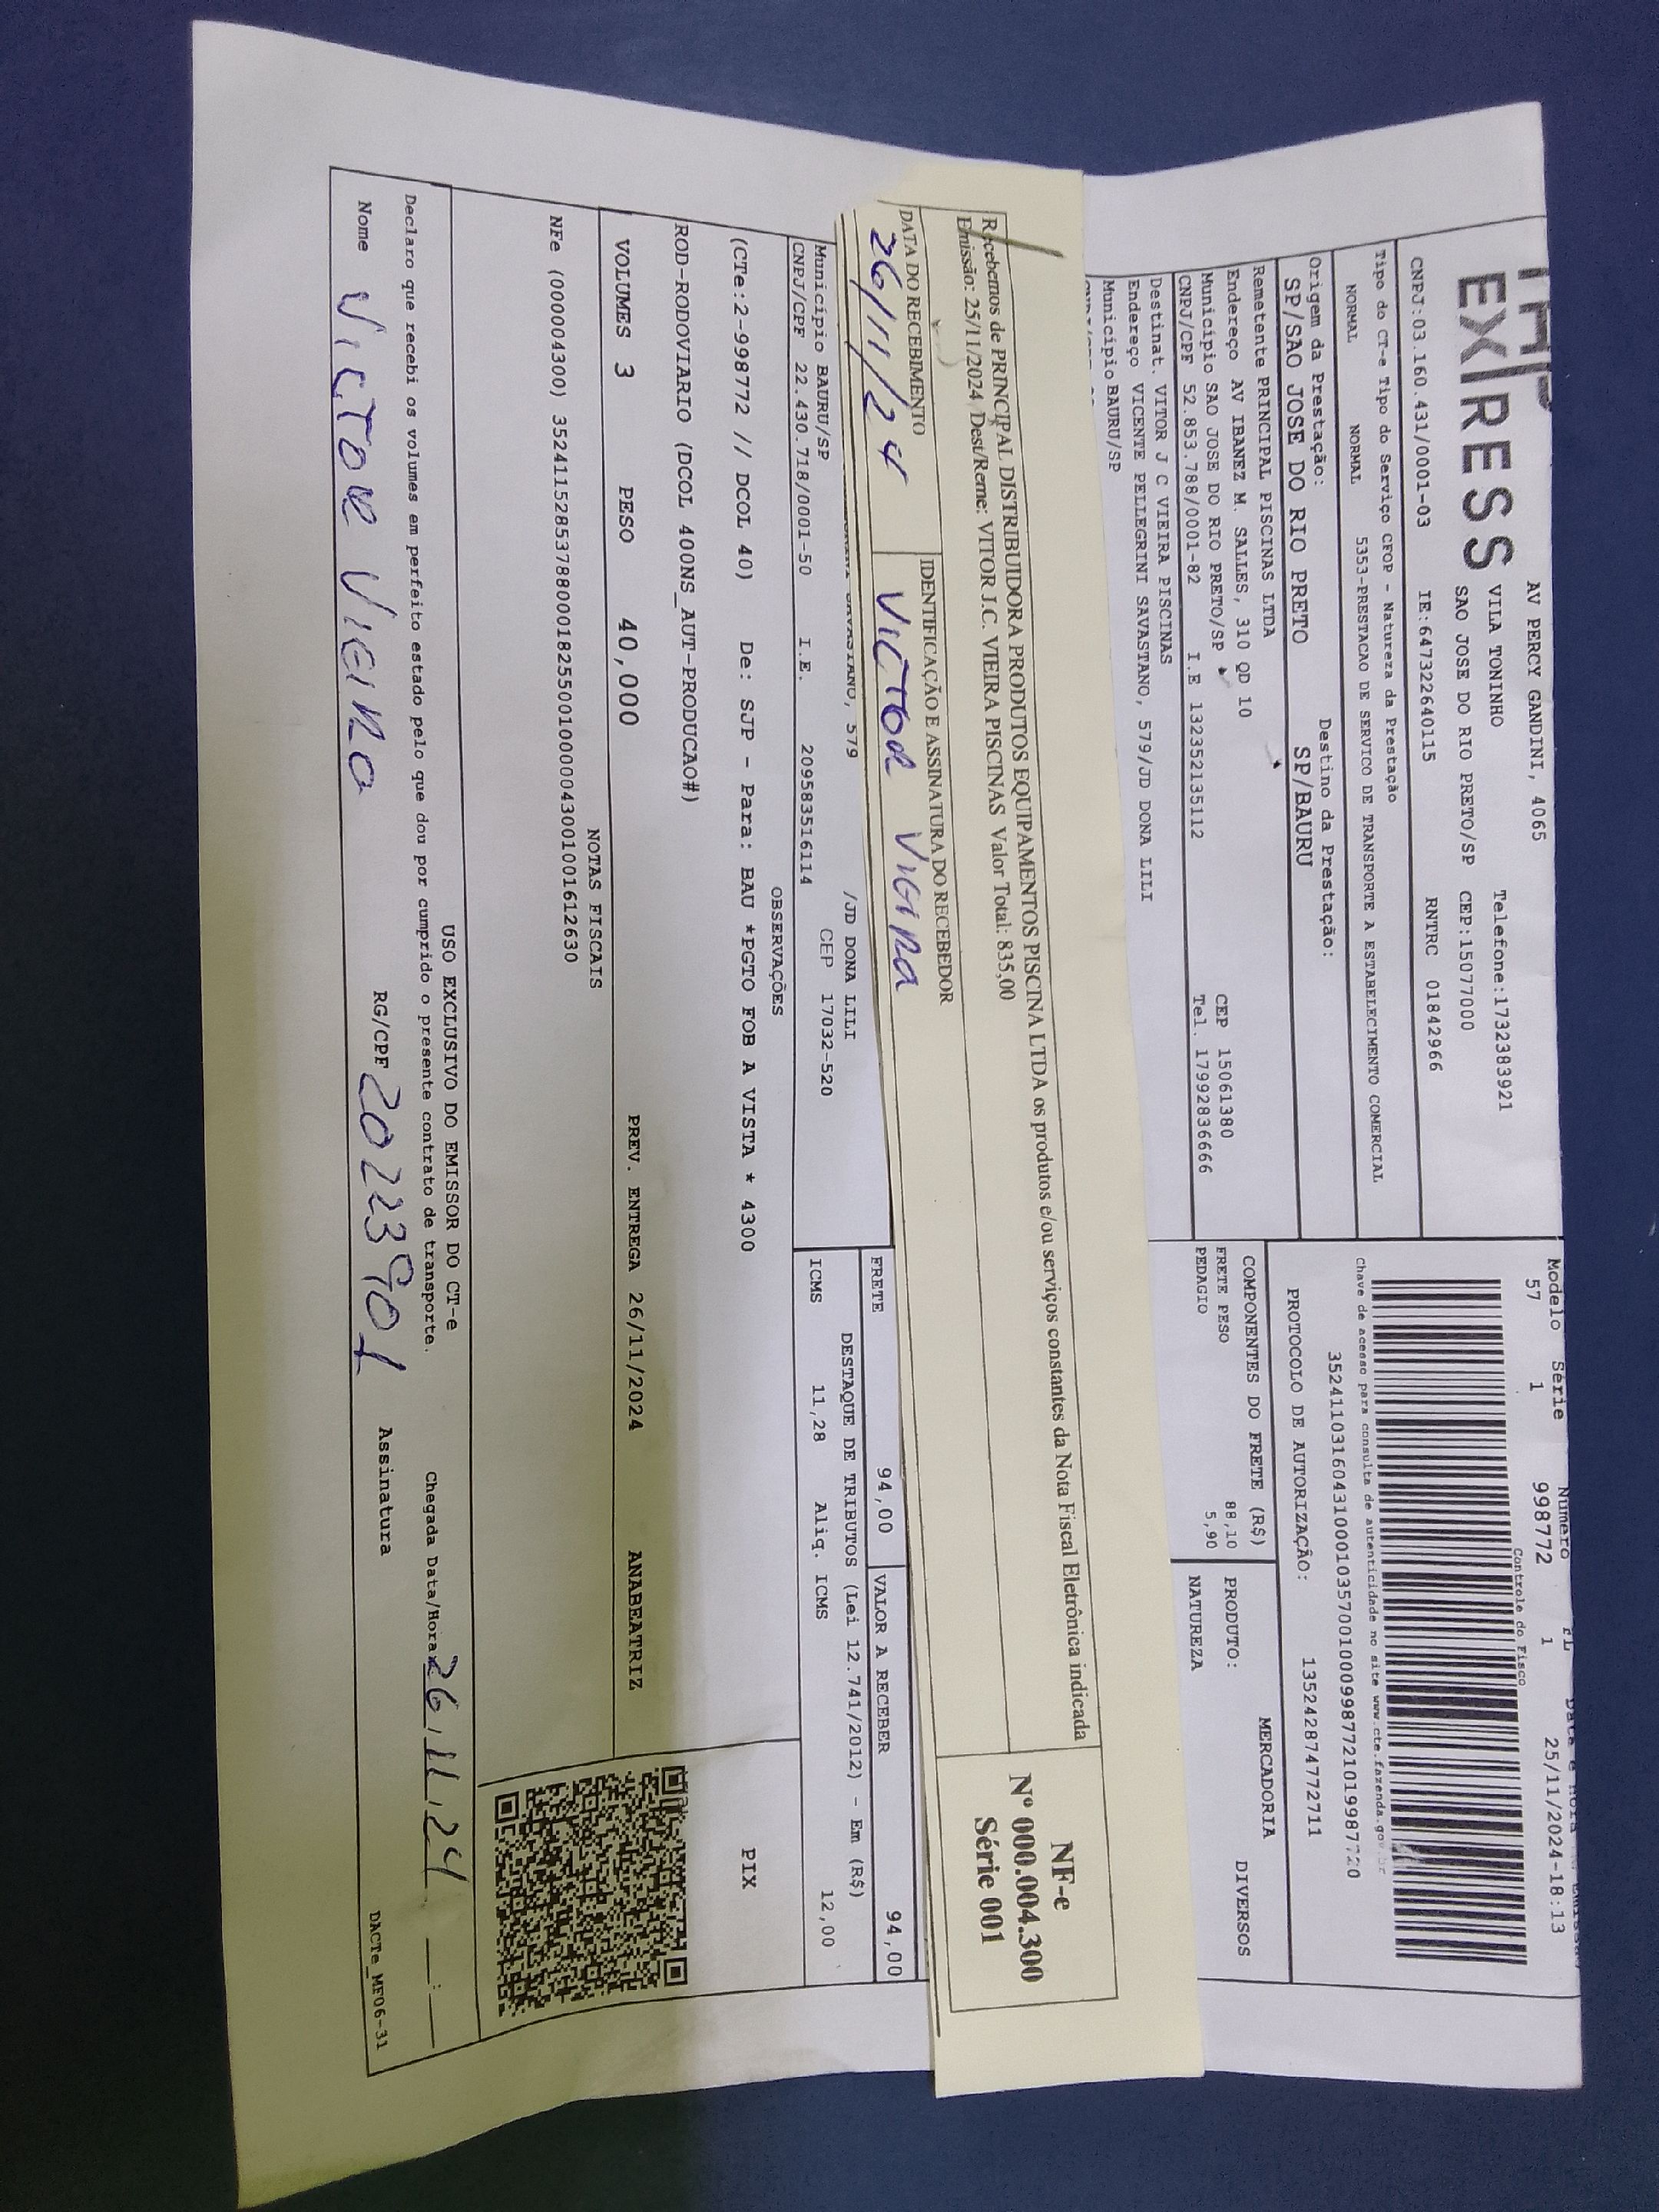 EXPRESS
AV PERCY GANDINI, 4065
VILA TONINHO
SAO JOSE DO RIO PRETO/SP CEP:15077000
Telefone:1732383921
CNPJ:03.160.431/0001-03 IE:647322640115 RNTRC 01842966
Tipo do CT-e Tipo do Serviço CFOP - Natureza da Prestação
NORMAL NORMAL 5353-PRESTACAO DE SERVICO DE TRANSPORTE A ESTABELECIMENTO COMERCIAL
Origem da Prestação: Destino da Prestação:
SP/SAO JOSE DO RIO PRETO SP/BAURU
Remetente PRINCIPAL PISCINAS LTDA
Endereço AV IBANEZ M. SALLES, 310 QD 10
Município SAO JOSE DO RIO PRETO/SP CEP 15061380
CNPJ/CPF 52.853.788/0001-82 I.E 132352135112 Tel. 17992836666
Destinat. VITOR J C VIEIRA PISCINAS
Endereço VICENTE PELLEGRINI SAVASTANO, 579/JD DONA LILI
Município BAURU/SP
Modelo Série Número FL
57 1 998772 1 25/11/2024-18:13
Controle do Fisco
Chave de acesso para consulta de autenticidade no site www.cte.fazenda.gov.br
35241103160431000103570010009987721019987720
PROTOCOLO DE AUTORIZAÇÃO: 135242874772711
COMPONENTES DO FRETE (R$) MERCADORIA
FRETE PESO 88,10 PRODUTO: DIVERSOS
PEDAGIO 5,90 NATUREZA
Recebemos de PRINCIPAL DISTRIBUIDORA PRODUTOS EQUIPAMENTOS PISCINA LTDA os produtos e/ou serviços constantes da Nota Fiscal Eletrônica indicada
Emissão: 25/11/2024 Dest/Reme: VITOR J.C. VIEIRA PISCINAS Valor Total: 835,00
NF-e
Nº 000.004.300
Série 001
DATA DO RECEBIMENTO IDENTIFICAÇÃO E ASSINATURA DO RECEBEDOR
26/11/24 VICTOR VIEIRA
579 /JD DONA LILI
Município BAURU/SP CEP 17032-520
CNPJ/CPF 22.430.718/0001-50 I.E. 209583516114
FRETE 94,00 VALOR A RECEBER 94,00
DESTAQUE DE TRIBUTOS (Lei 12.741/2012) - Em (R$)
ICMS 11,28 Aliq. ICMS 12,00
OBSERVAÇÕES
(CTe:2-998772 // DCOL 40) De: SJP - Para: BAU *PGTO FOB A VISTA * 4300
PIX
ROD-RODOVIARIO (DCOL 400NS_AUT-PRODUCAO#)
VOLUMES 3 PESO 40,000 PREV. ENTREGA 26/11/2024 ANABEATRIZ
NOTAS FISCAIS
NFe (000004300) 35241152853788000182550010000043001001612630
USO EXCLUSIVO DO EMISSOR DO CT-e
Declaro que recebi os volumes em perfeito estado pelo que dou por cumprido o presente contrato de transporte. Chegada Data/Hora 26.11.24 __:__
Nome VICTOR VIEIRA RG/CPF 20223901 Assinatura
DACTe_MF06-31